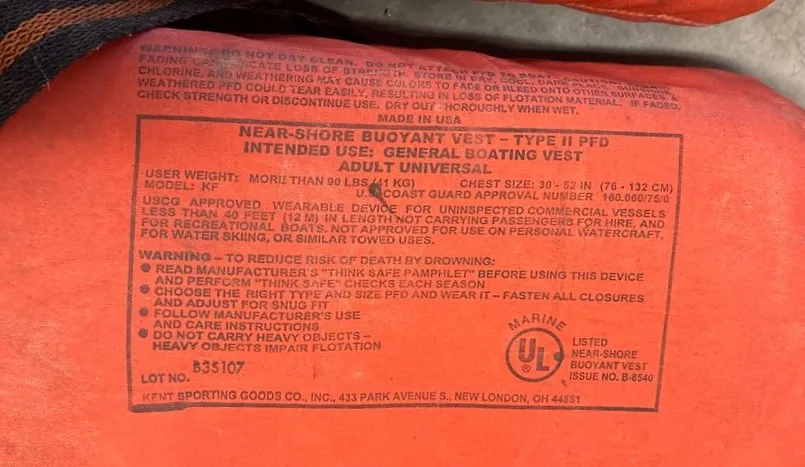 WARNING: DO NOT DRY CLEAN. DO NOT ATTACH PFD TO BOAT.
FADING CAN INDICATE LOSS OF STRENGTH. STORE IN DRY, COOL, DARK PLACE.
CHLORINE, AND WEATHERING MAY CAUSE COLORS TO FADE OR BLEED ONTO OTHER SURFACES. A
WEATHERED PFD COULD TEAR EASILY, RESULTING IN LOSS OF FLOTATION MATERIAL. IF FADED,
CHECK STRENGTH OR DISCONTINUE USE. DRY OUT THOROUGHLY WHEN WET.
MADE IN USA
NEAR-SHORE BUOYANT VEST – TYPE II PFD
INTENDED USE: GENERAL BOATING VEST
ADULT UNIVERSAL
USER WEIGHT: MORE THAN 90 LBS (41 KG) CHEST SIZE: 30 - 52 IN (76 - 132 CM)
MODEL: KF U.S. COAST GUARD APPROVAL NUMBER 160.060/75/0
USCG APPROVED WEARABLE DEVICE FOR UNINSPECTED COMMERCIAL VESSELS
LESS THAN 40 FEET (12 M) IN LENGTH NOT CARRYING PASSENGERS FOR HIRE, AND
FOR RECREATIONAL BOATS. NOT APPROVED FOR USE ON PERSONAL WATERCRAFT,
FOR WATER SKIING, OR SIMILAR TOWED USES.
WARNING – TO REDUCE RISK OF DEATH BY DROWNING:
● READ MANUFACTURER'S "THINK SAFE PAMPHLET" BEFORE USING THIS DEVICE
AND PERFORM "THINK SAFE" CHECKS EACH SEASON
● CHOOSE THE RIGHT TYPE AND SIZE PFD AND WEAR IT – FASTEN ALL CLOSURES
AND ADJUST FOR SNUG FIT
● FOLLOW MANUFACTURER'S USE
AND CARE INSTRUCTIONS
● DO NOT CARRY HEAVY OBJECTS –
HEAVY OBJECTS IMPAIR FLOTATION
LOT NO. B35107
MARINE
UL
®
LISTED
NEAR-SHORE
BUOYANT VEST
ISSUE NO. B-8540
KENT SPORTING GOODS CO., INC., 433 PARK AVENUE S., NEW LONDON, OH 44851